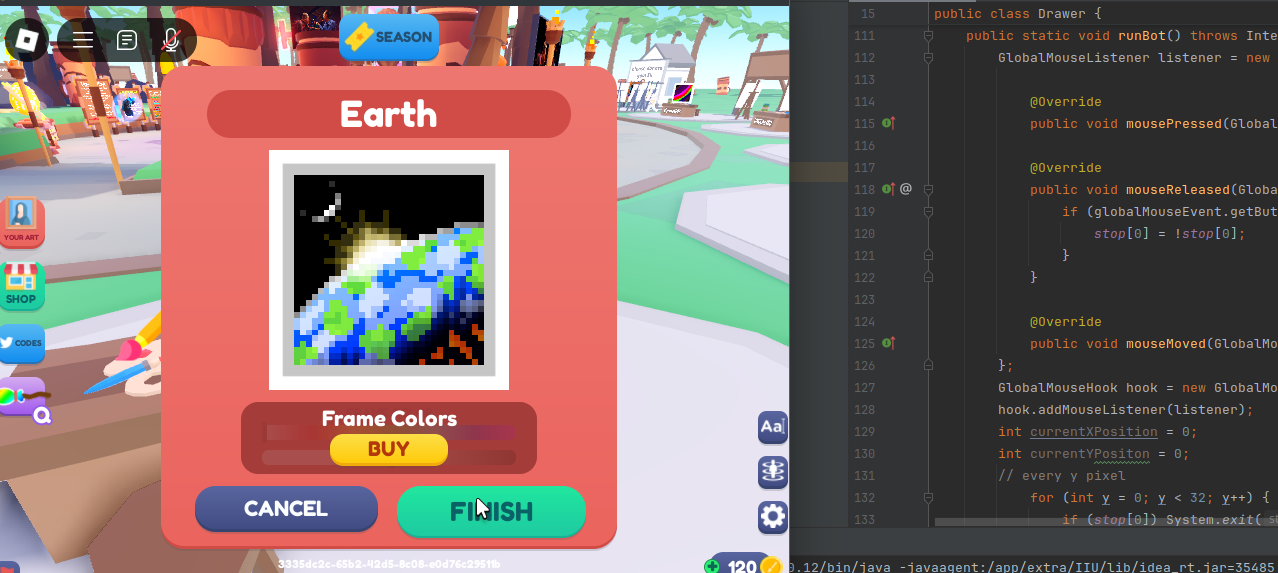 SEASON
Earth
YOUR ART
SHOP
CODES
Frame Colors
BUY
CANCEL
FINISH
Aa
120
15 public class Drawer {
111 public static void runBot() throws Inte
112 GlobalMouseListener listener = new
113
114 @Override
115 public void mousePressed(Global
116
117 @Override
118 @ public void mouseReleased(Globa
119 if (globalMouseEvent.getBut
120 stop[0] = !stop[0];
121 }
122 }
123
124 @Override
125 public void mouseMoved(GlobalMo
126 };
127 GlobalMouseHook hook = new GlobalMo
128 hook.addMouseListener(listener);
129 int currentXPosition = 0;
130 int currentYPositon = 0;
131 // every y pixel
132 for (int y = 0; y < 32; y++) {
133 if (stop[0]) System.exit(
0.12/bin/java -javaagent:/app/extra/IIU/lib/idea_rt.jar=35485